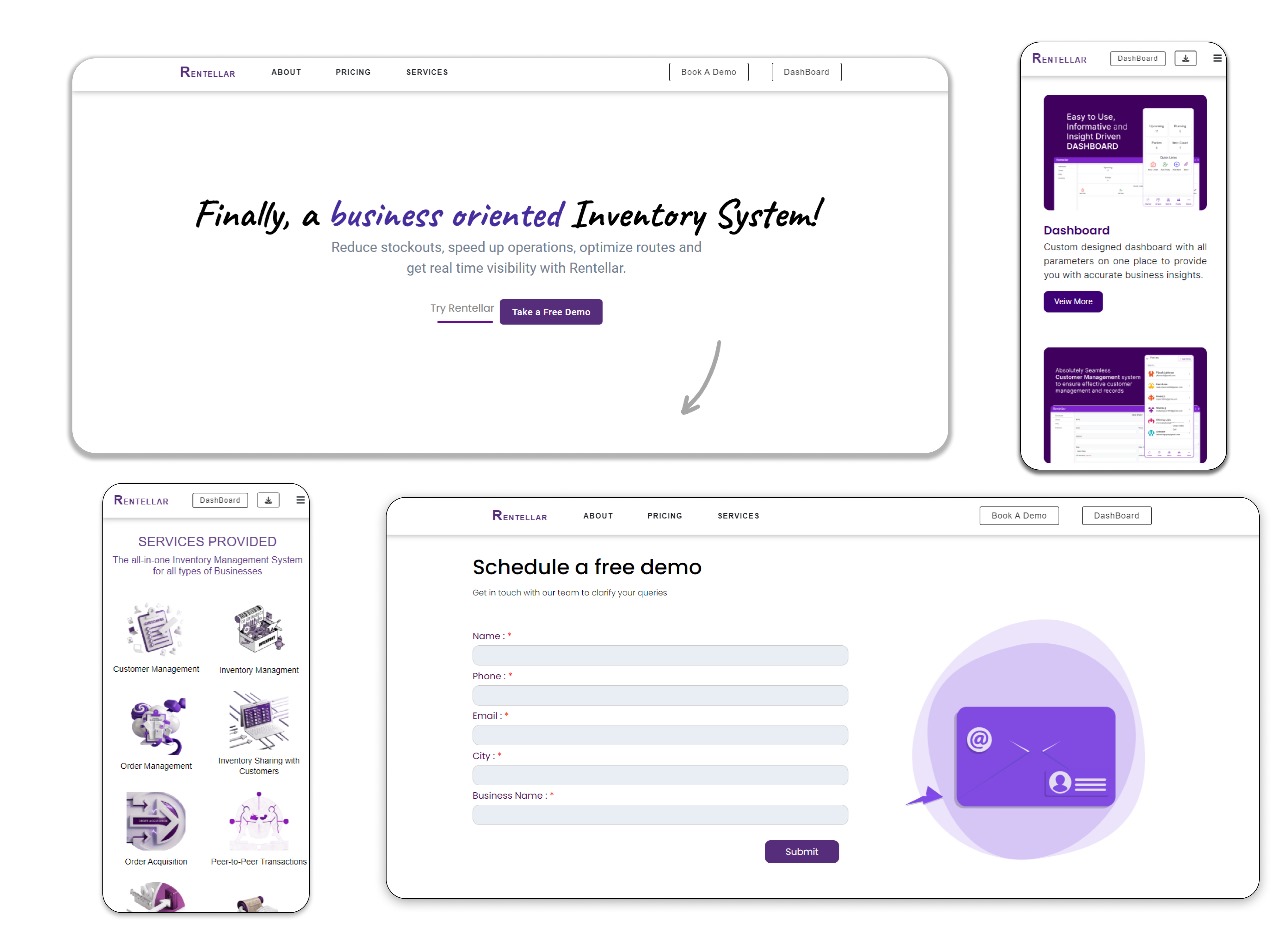 RENTELLAR ABOUT PRICING SERVICES Book A Demo DashBoard
Finally, a business oriented Inventory System!
Reduce stockouts, speed up operations, optimize routes and
get real time visibility with Rentellar.
Try Rentellar Take a Free Demo
RENTELLAR DashBoard
Easy to Use,
Informative and
Insight Driven
DASHBOARD
Dashboard
Custom designed dashboard with all
parameters on one place to provide
you with accurate business insights.
Veiw More
Absolutely Seamless
Customer Management system
to ensure effective customer
management and records
RENTELLAR DashBoard
SERVICES PROVIDED
The all-in-one Inventory Management System
for all types of Businesses
Customer Management Inventory Managment
Order Management Inventory Sharing with
Customers
Order Acquisition Peer-to-Peer Transactions
RENTELLAR ABOUT PRICING SERVICES Book A Demo DashBoard
Schedule a free demo
Get in touch with our team to clarify your queries
Name : *
Phone : *
Email : *
City : *
Business Name : *
@
Submit